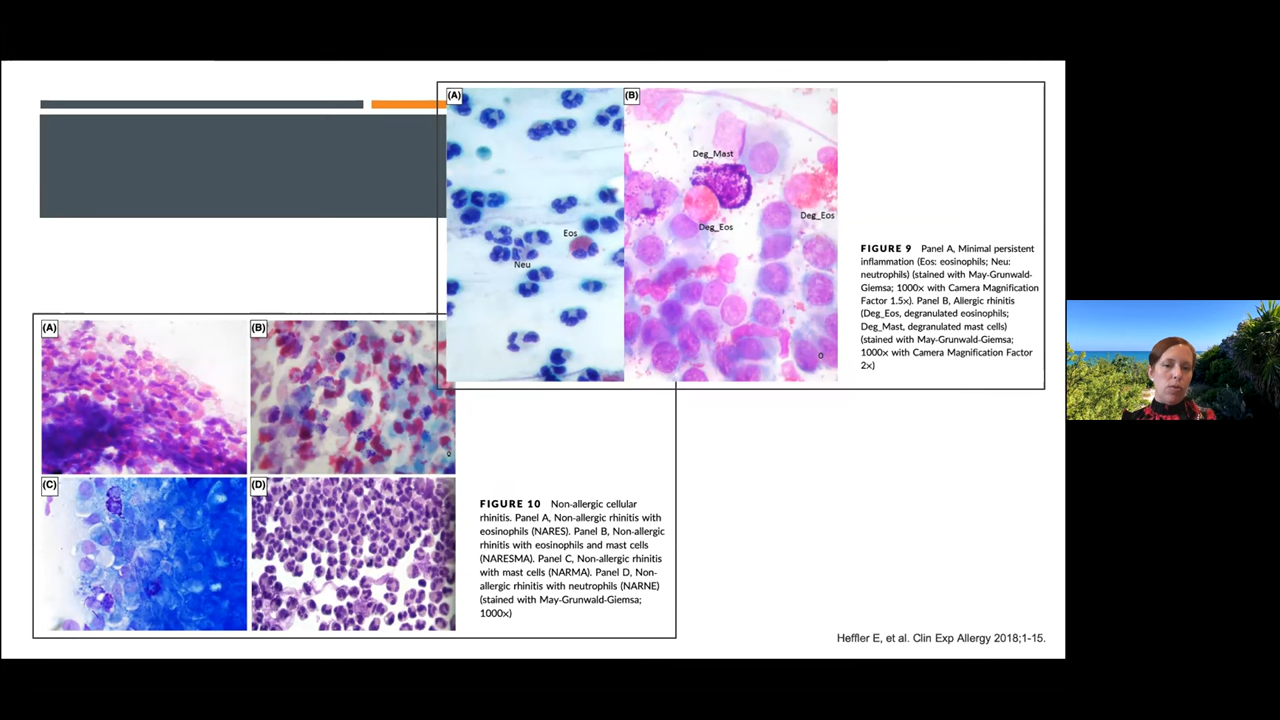 (A)
(B)
Deg_Mast
Deg_Eos
Deg_Eos
Eos
Neu
FIGURE 9 Panel A, Minimal persistent
inflammation (Eos: eosinophils; Neu:
neutrophils) (stained with May-Grunwald-
Giemsa; 1000× with Camera Magnification
Factor 1.5×). Panel B, Allergic rhinitis
(Deg_Eos, degranulated eosinophils;
Deg_Mast, degranulated mast cells)
(stained with May-Grunwald-Giemsa;
1000× with Camera Magnification Factor
2×)
(A)
(B)
(C)
(D)
FIGURE 10 Non-allergic cellular
rhinitis. Panel A, Non-allergic rhinitis with
eosinophils (NARES). Panel B, Non-allergic
rhinitis with eosinophils and mast cells
(NARESMA). Panel C, Non-allergic rhinitis
with mast cells (NARMA). Panel D, Non-
allergic rhinitis with neutrophils (NARNE)
(stained with May-Grunwald-Giemsa;
1000×)
Heffler E, et al. Clin Exp Allergy 2018;1-15.